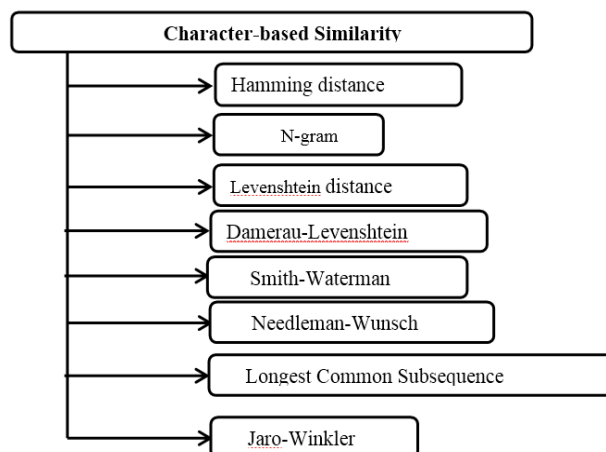 Character-based Similarity
Hamming distance
N-gram
Levenshtein distance
Damerau-Levenshtein
Smith-Waterman
Needleman-Wunsch
Longest Common Subsequence
Jaro-Winkler